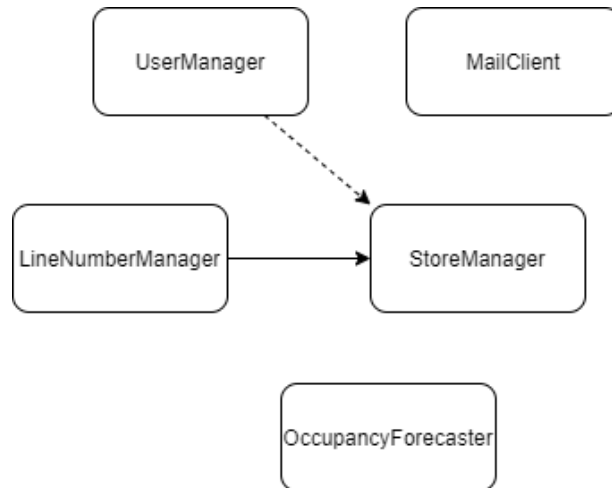 UserManager
MailClient
LineNumberManager
StoreManager
OccupancyForecaster